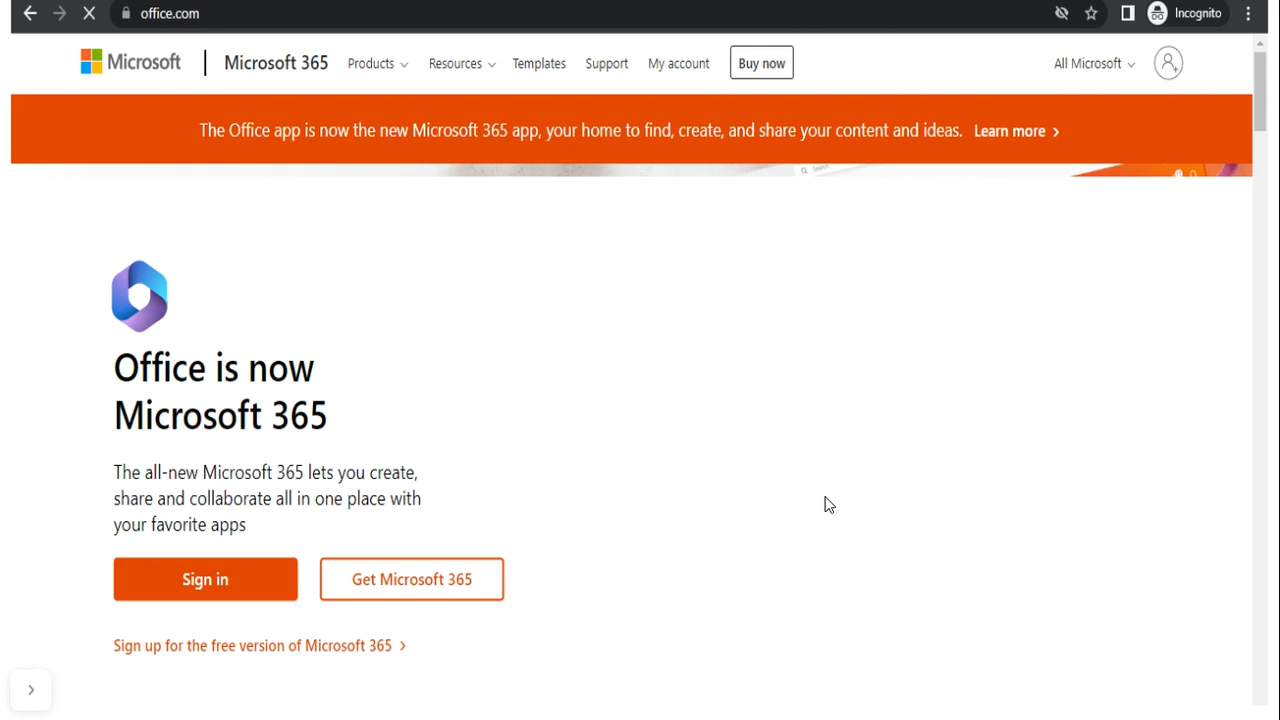 office.com
Incognito
Microsoft
Microsoft 365
Products
Resources
Templates
Support
My account
Buy now
All Microsoft
The Office app is now the new Microsoft 365 app, your home to find, create, and share your content and ideas. Learn more
Search
Office is now
Microsoft 365
The all-new Microsoft 365 lets you create,
share and collaborate all in one place with
your favorite apps
Sign in
Get Microsoft 365
Sign up for the free version of Microsoft 365